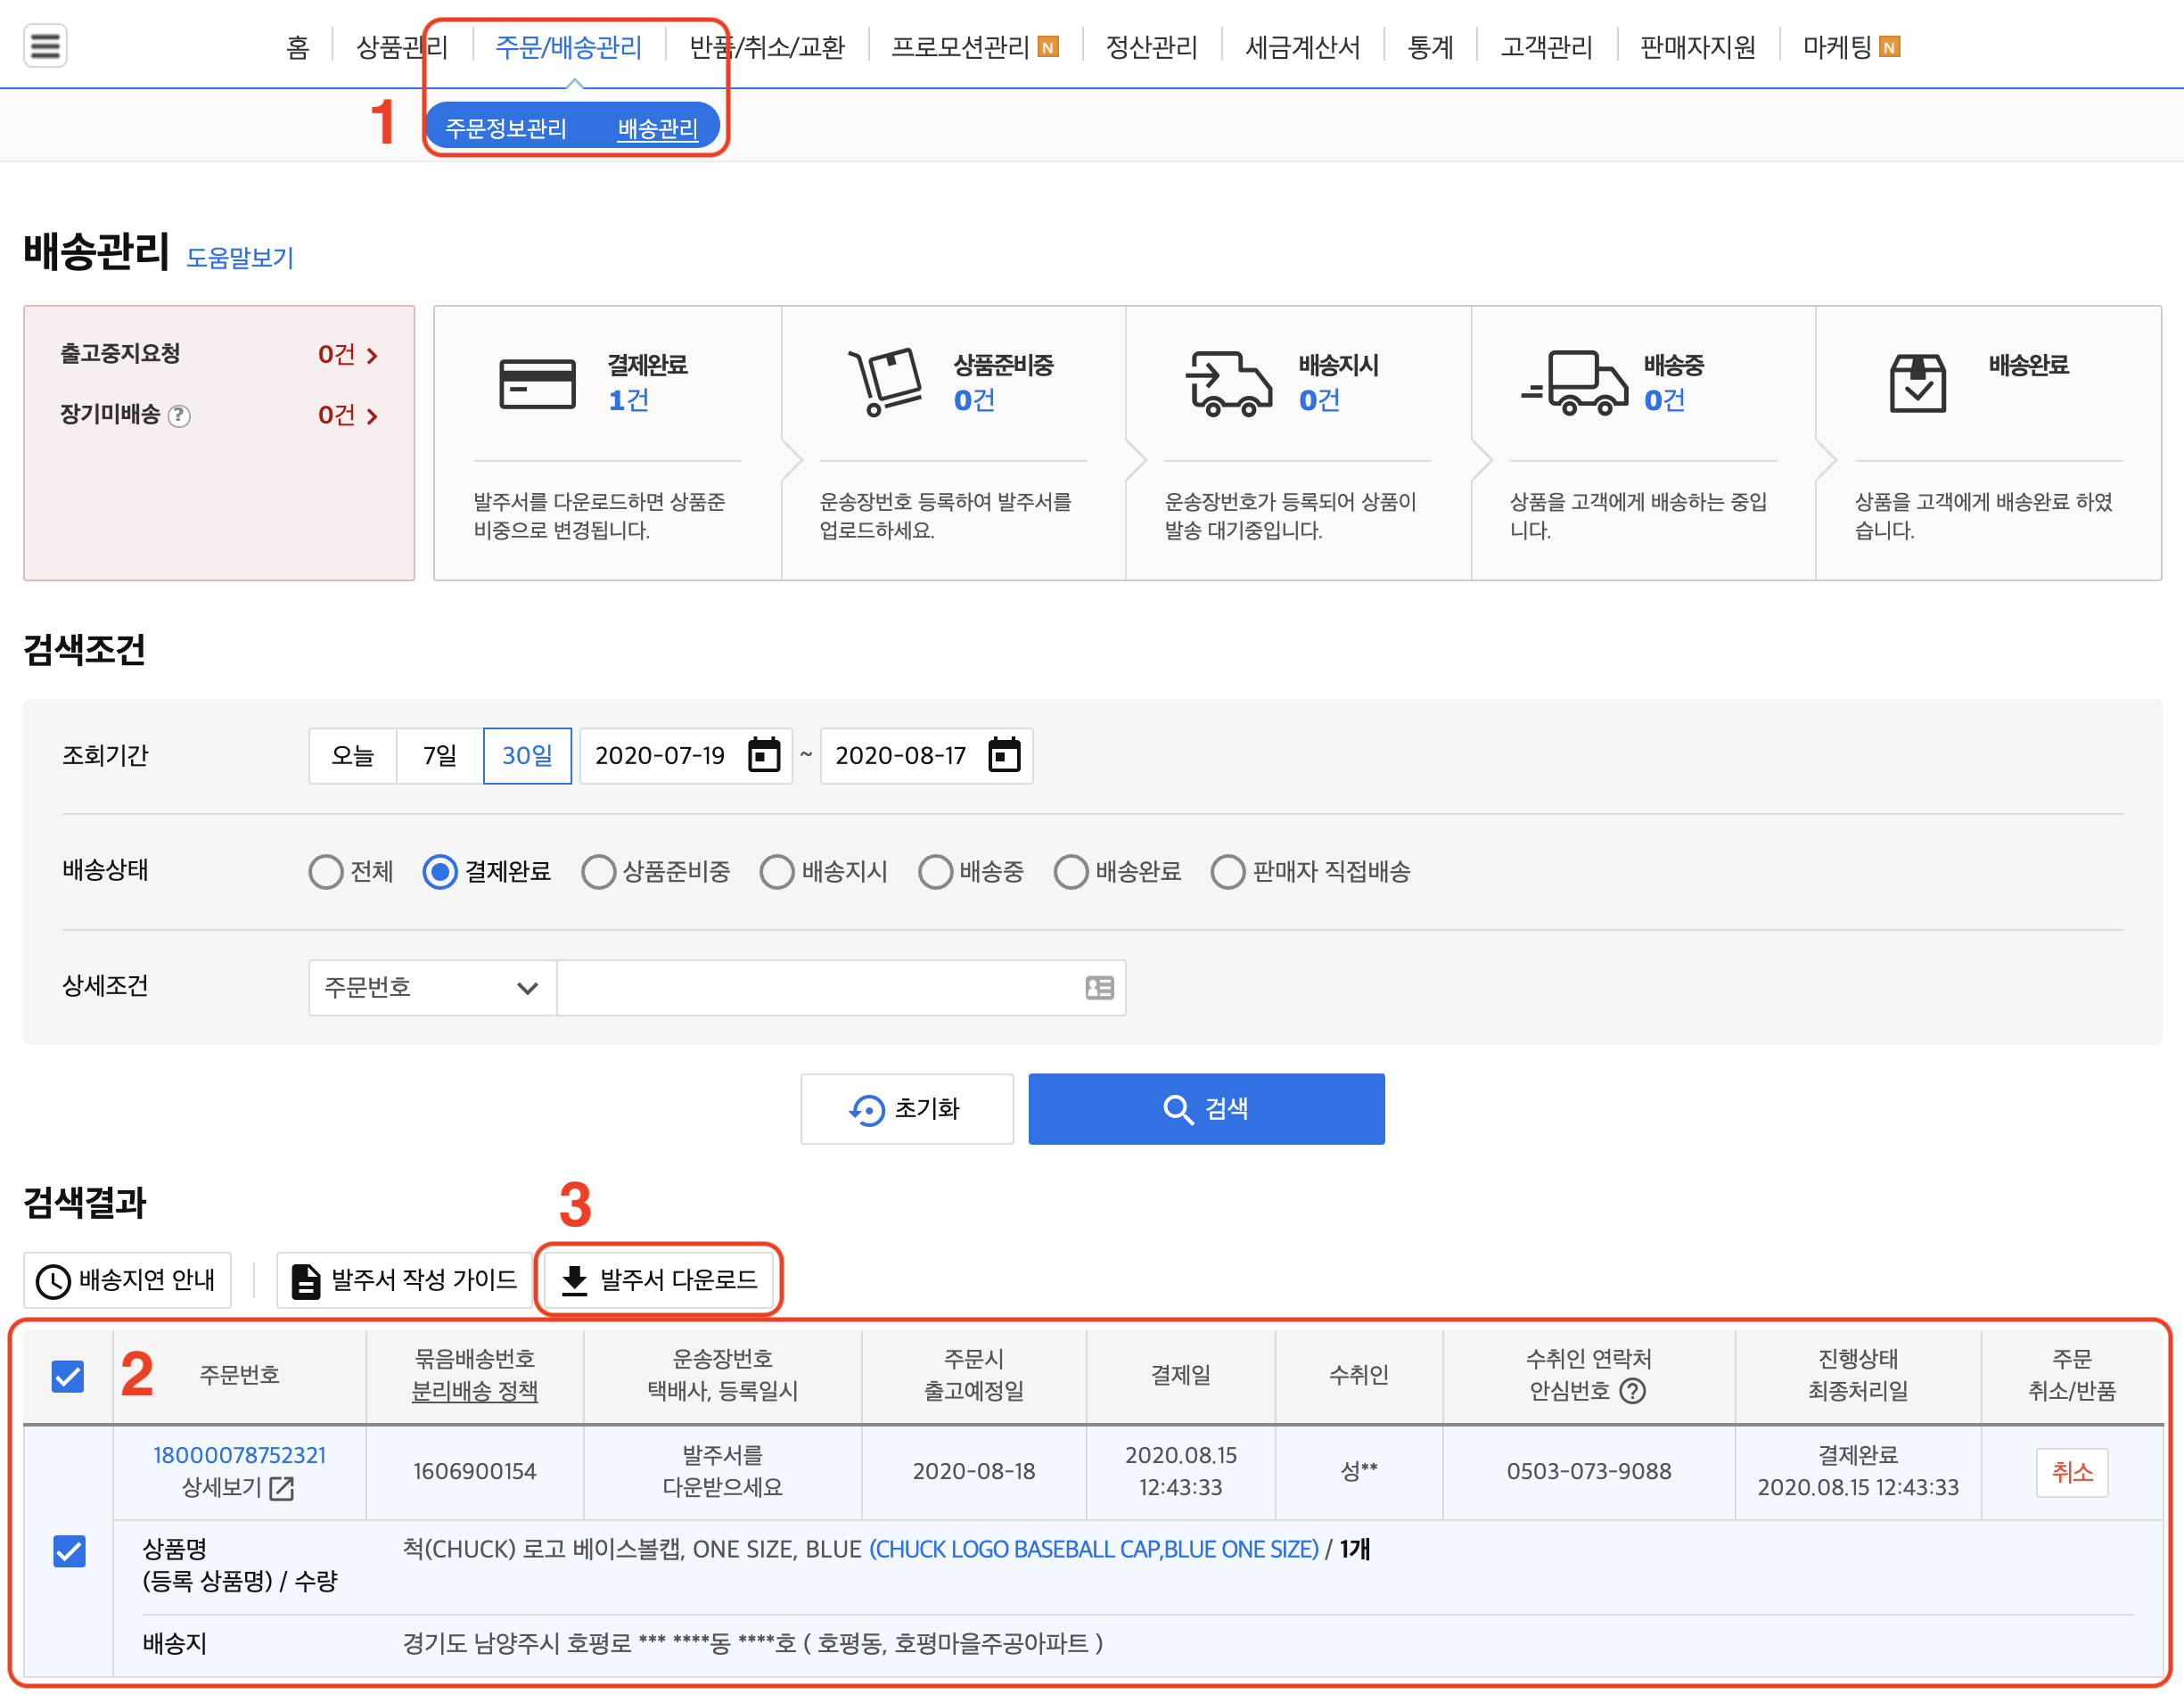 홈 상품관리 주문/배송관리 반품/취소/교환 프로모션관리 N 정산관리 세금계산서 통계 고객관리 판매자지원 마케팅 N
1 주문정보관리 배송관리
배송관리 도움말보기
출고중지요청 0건
장기미배송 ? 0건
결제완료
1건
발주서를 다운로드하면 상품준
비중으로 변경됩니다.
상품준비중
0건
운송장번호 등록하여 발주서를
업로드하세요.
배송지시
0건
운송장번호가 등록되어 상품이
발송 대기중입니다.
배송중
0건
상품을 고객에게 배송하는 중입
니다.
배송완료
상품을 고객에게 배송완료 하였
습니다.
검색조건
조회기간 오늘 7일 30일 2020-07-19 ~ 2020-08-17
배송상태 전체 결제완료 상품준비중 배송지시 배송중 배송완료 판매자 직접배송
상세조건 주문번호
초기화 검색
검색결과
3
배송지연 안내 발주서 작성 가이드 발주서 다운로드
2
주문번호
묶음배송번호
분리배송 정책
운송장번호
택배사, 등록일시
주문시
출고예정일
결제일
수취인
수취인 연락처
안심번호 ?
진행상태
최종처리일
주문
취소/반품
18000078752321
상세보기
1606900154
발주서를
다운받으세요
2020-08-18
2020.08.15
12:43:33
성**
0503-073-9088
결제완료
2020.08.15 12:43:33
취소
상품명
(등록 상품명) / 수량
척(CHUCK) 로고 베이스볼캡, ONE SIZE, BLUE (CHUCK LOGO BASEBALL CAP,BLUE ONE SIZE) / 1개
배송지 경기도 남양주시 호평로 *** ****동 ****호 ( 호평동, 호평마을주공아파트 )